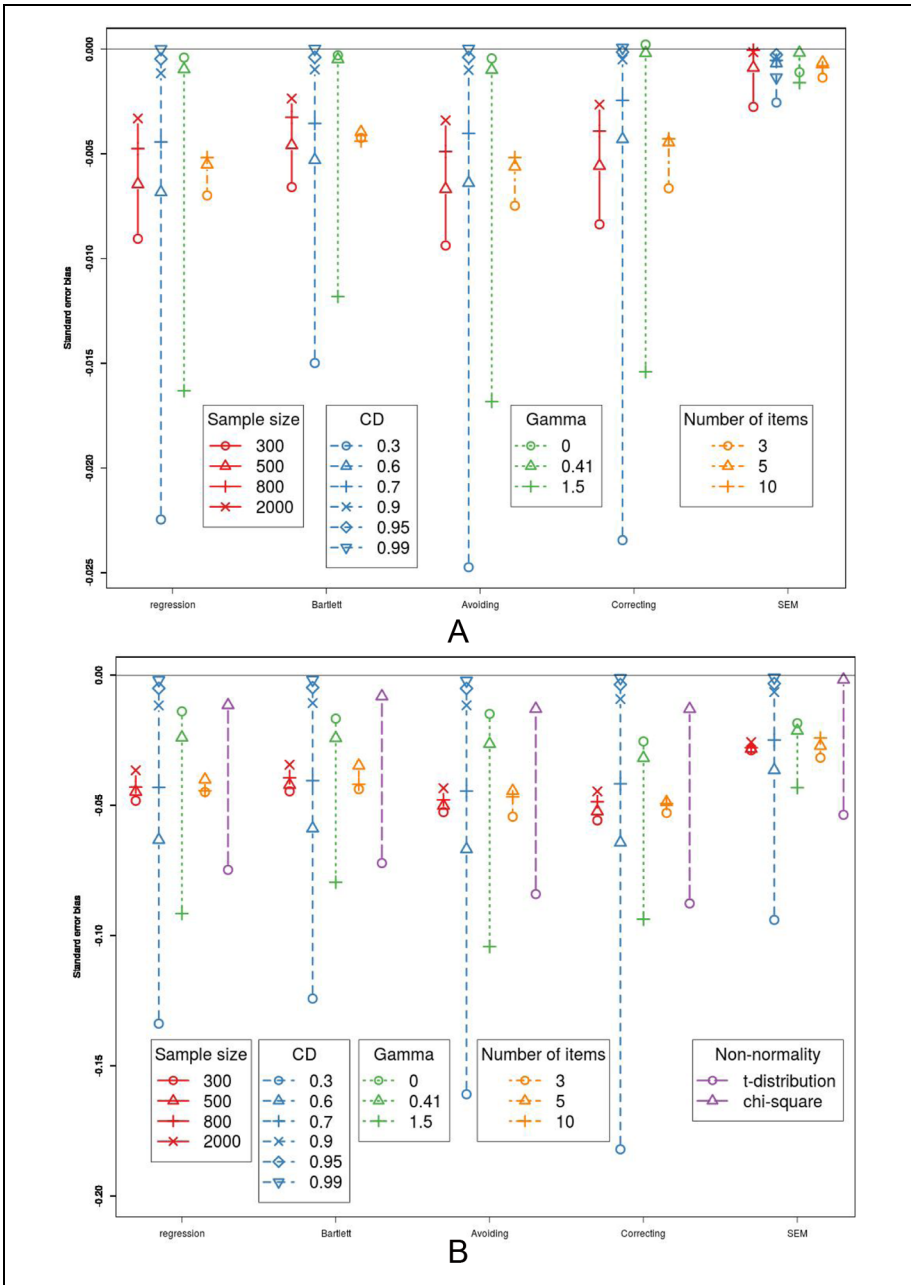 0.000
-0.005
-0.010
-0.015
-0.020
-0.025
Standard error bias
Sample size
300
500
800
2000
CD
0.3
0.6
0.7
0.9
0.95
0.99
Gamma
0
0.41
1.5
Number of items
3
5
10
regression Bartlett Avoiding Correcting SEM
A
0.00
-0.05
-0.10
-0.15
-0.20
Standard error bias
Sample size
300
500
800
2000
CD
0.3
0.6
0.7
0.9
0.95
0.99
Gamma
0
0.41
1.5
Number of items
3
5
10
Non-normality
t-distribution
chi-square
regression Bartlett Avoiding Correcting SEM
B